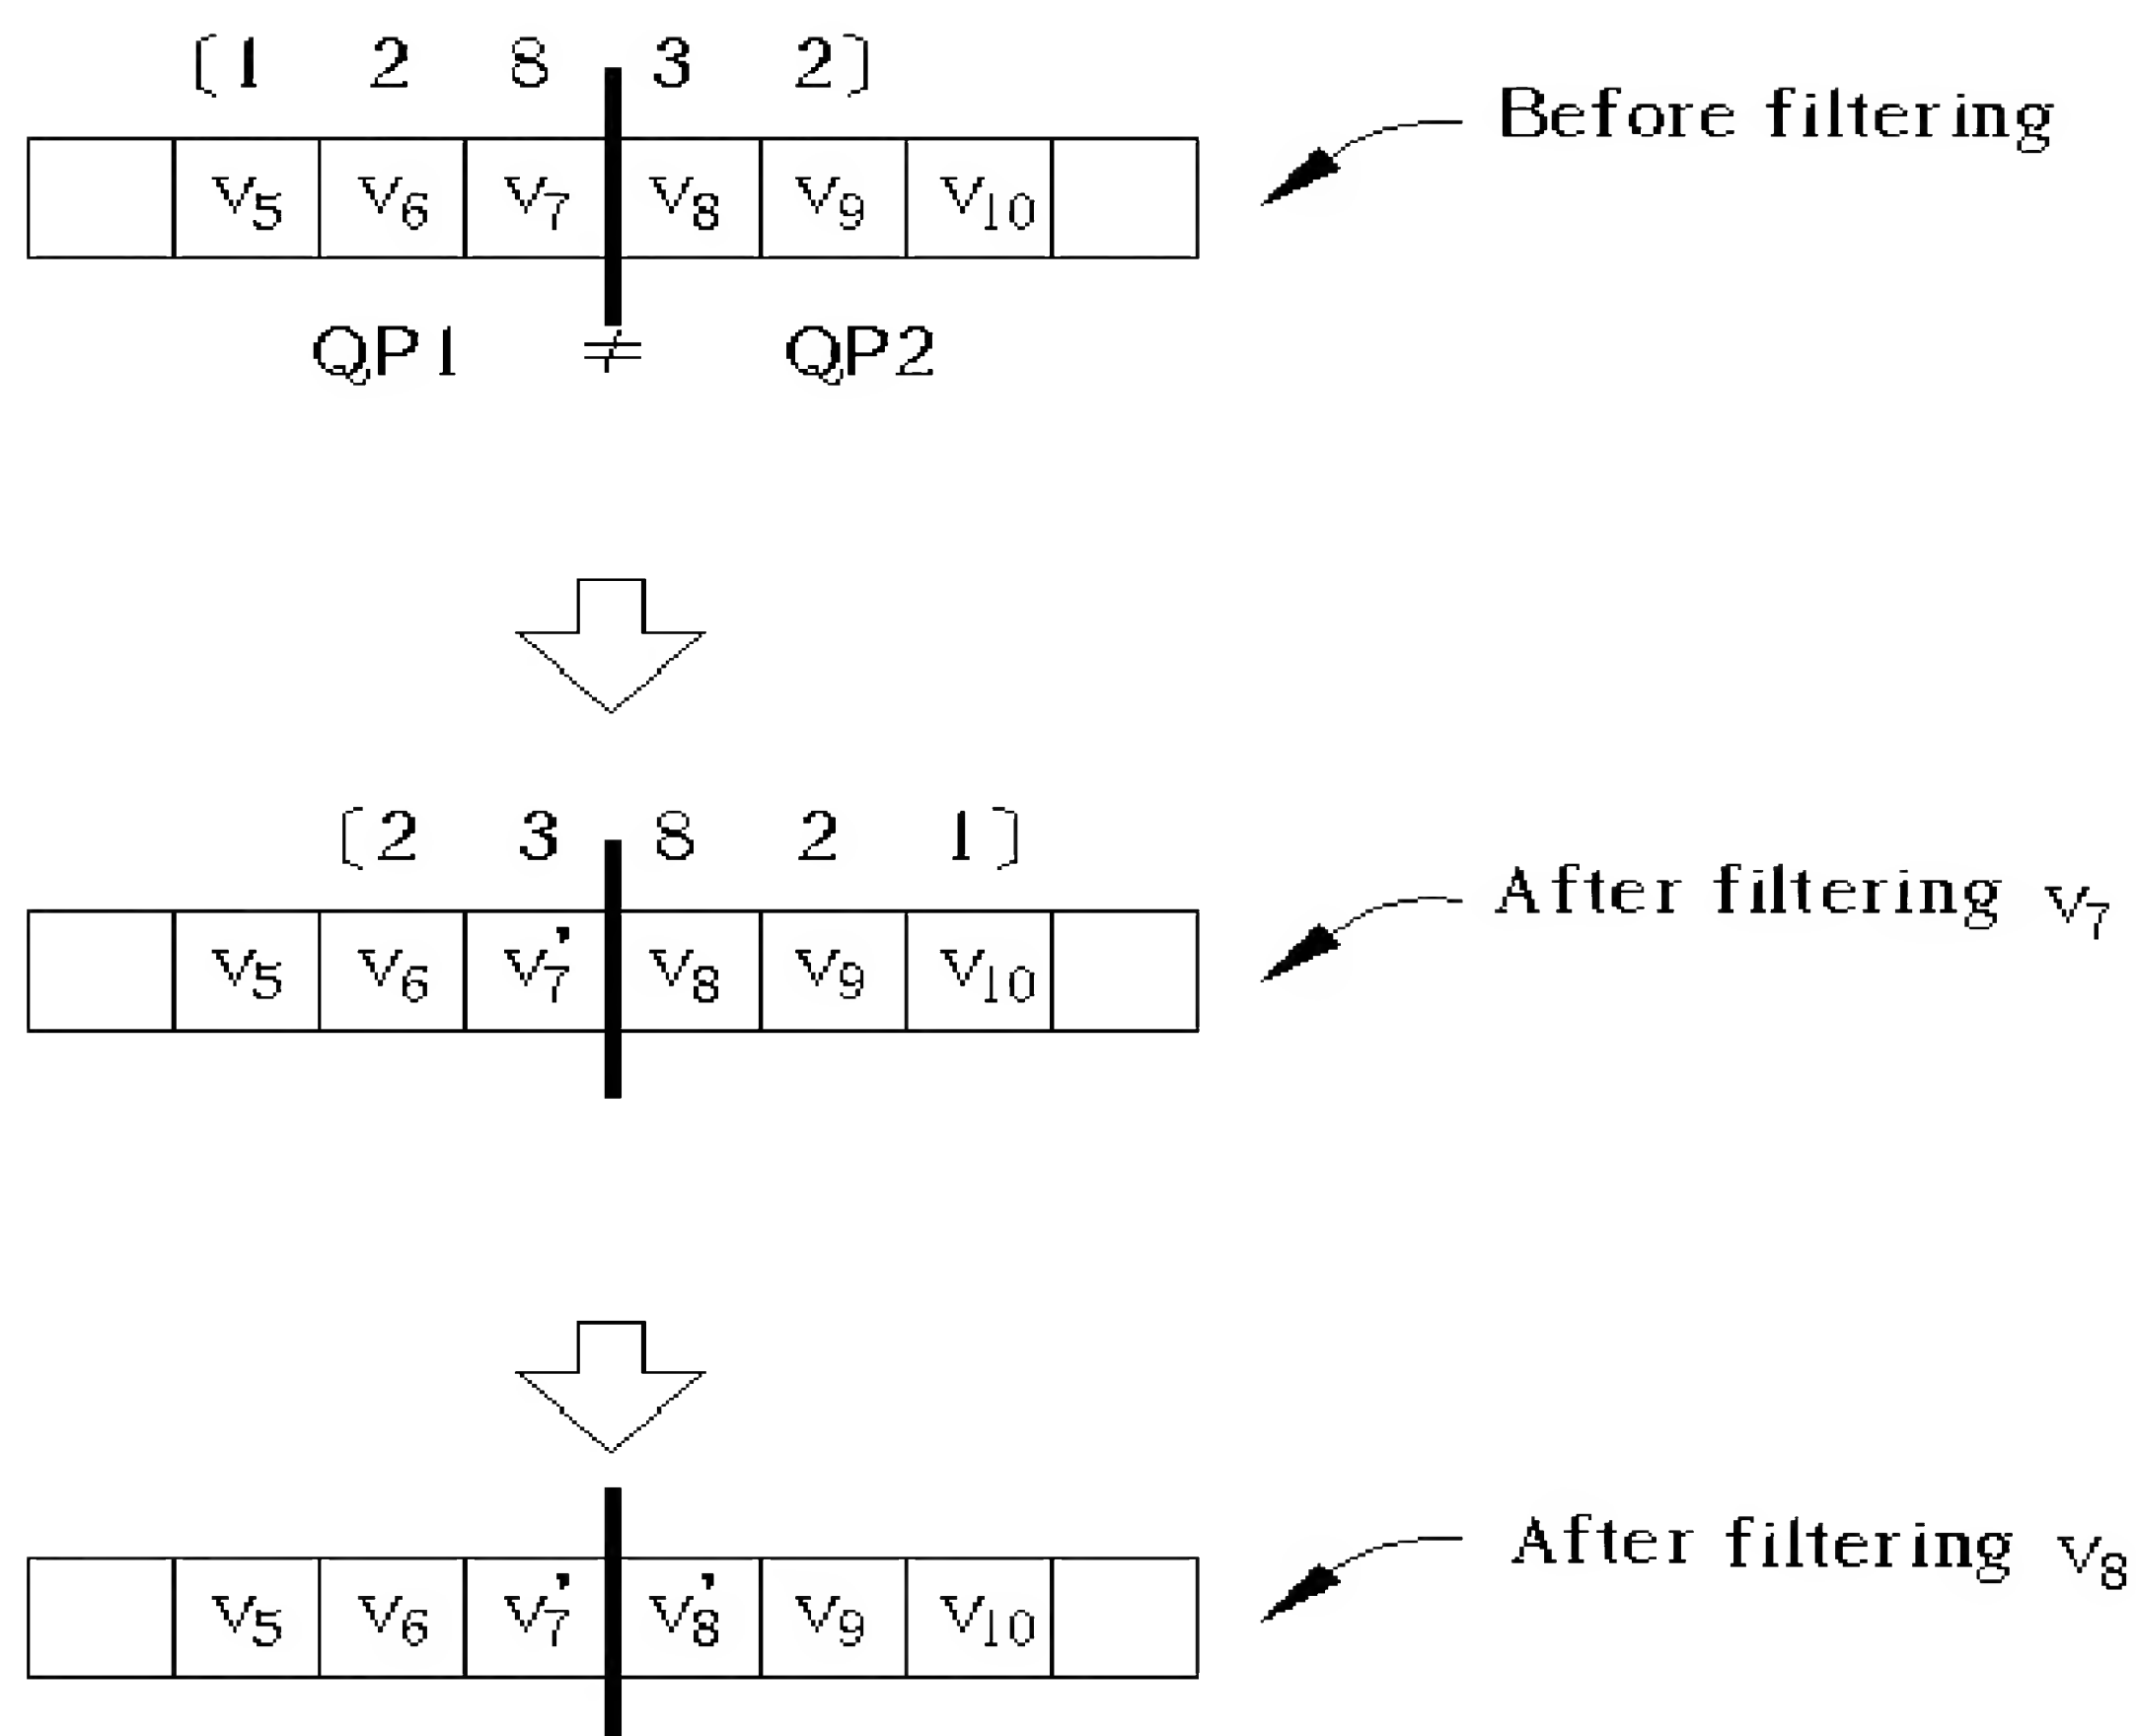 [1 2 8 3 2]
Before filtering
v5 v6 v7 v8 v9 v10
QP1 ≠ QP2
[2 3 8 2 1]
After filtering v7
v5 v6 v7' v8 v9 v10
After filtering v8
v5 v6 v7' v8' v9 v10